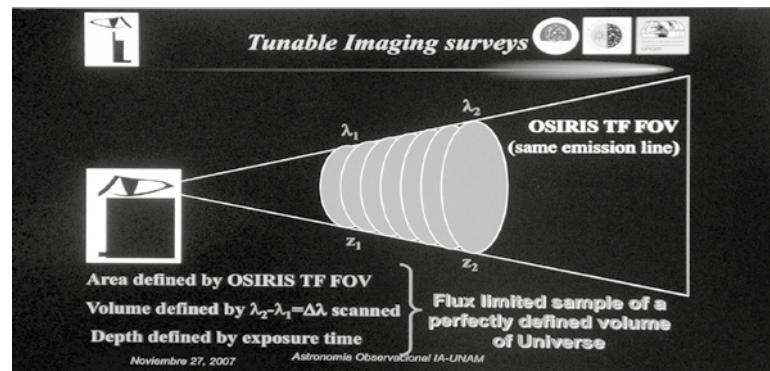 Tunable Imaging surveys
λ₁
λ₂
OSIRIS TF FOV
(same emission line)
z₁
z₂
Area defined by OSIRIS TF FOV
Volume defined by λ₂-λ₁=Δλ scanned
Depth defined by exposure time
Flux limited sample of a
perfectly defined volume
of Universe
Noviembre 27, 2007
Astronomía Observacional IA-UNAM